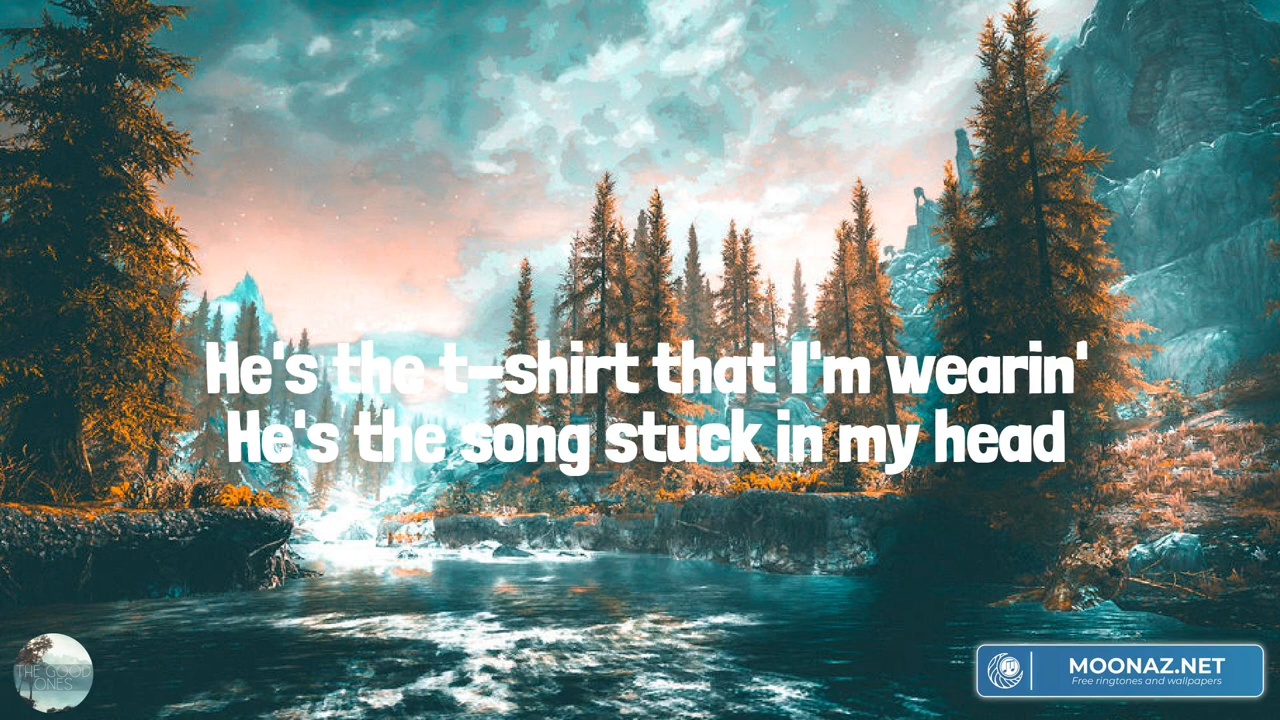 He's the t-shirt that I'm wearin'
He's the song stuck in my head
THE GOOD
ONES
MOONAZ.NET
Free ringtones and wallpapers